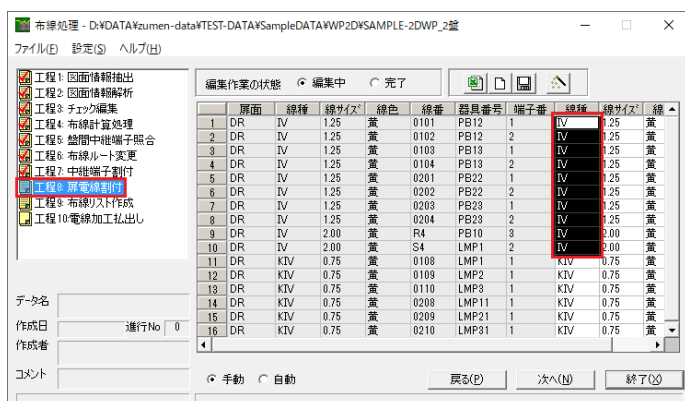 布線処理 - D:¥DATA¥zumen-data¥TEST-DATA¥SampleDATA¥WP2D¥SAMPLE-2DWP_2盤
ファイル(F) 設定(S) ヘルプ(H)
工程1: 図面情報抽出
工程2: 図面情報解析
工程3: チェック編集
工程4: 布線計算処理
工程5: 盤間中継端子照合
工程6: 布線ルート変更
工程7: 中継端子割付
工程8: 扉電線割付
工程9: 布線リスト作成
工程10:電線加工払出し
編集作業の状態 編集中 完了
扉面 線種 線サイズ 線色 線番 器具番号 端子番 線種 線サイズ 線
1 DR IV 1.25 黄 0101 PB12 1 IV 1.25 黄
2 DR IV 1.25 黄 0102 PB12 2 IV 1.25 黄
3 DR IV 1.25 黄 0103 PB13 1 IV 1.25 黄
4 DR IV 1.25 黄 0104 PB13 2 IV 1.25 黄
5 DR IV 1.25 黄 0201 PB22 1 IV 1.25 黄
6 DR IV 1.25 黄 0202 PB22 2 IV 1.25 黄
7 DR IV 1.25 黄 0203 PB23 1 IV 1.25 黄
8 DR IV 1.25 黄 0204 PB23 2 IV 1.25 黄
9 DR IV 2.00 黄 R4 PB10 3 IV 2.00 黄
10 DR IV 2.00 黄 S4 LMP1 2 IV 2.00 黄
11 DR KIV 0.75 黄 0108 LMP1 1 KIV 0.75 黄
12 DR KIV 0.75 黄 0109 LMP2 1 KIV 0.75 黄
13 DR KIV 0.75 黄 0110 LMP3 1 KIV 0.75 黄
14 DR KIV 0.75 黄 0208 LMP11 1 KIV 0.75 黄
15 DR KIV 0.75 黄 0209 LMP21 1 KIV 0.75 黄
16 DR KIV 0.75 黄 0210 LMP31 1 KIV 0.75 黄
データ名
作成日 進行No 0
作成者
コメント
手動 自動 戻る(P) 次へ(N) 終了(X)